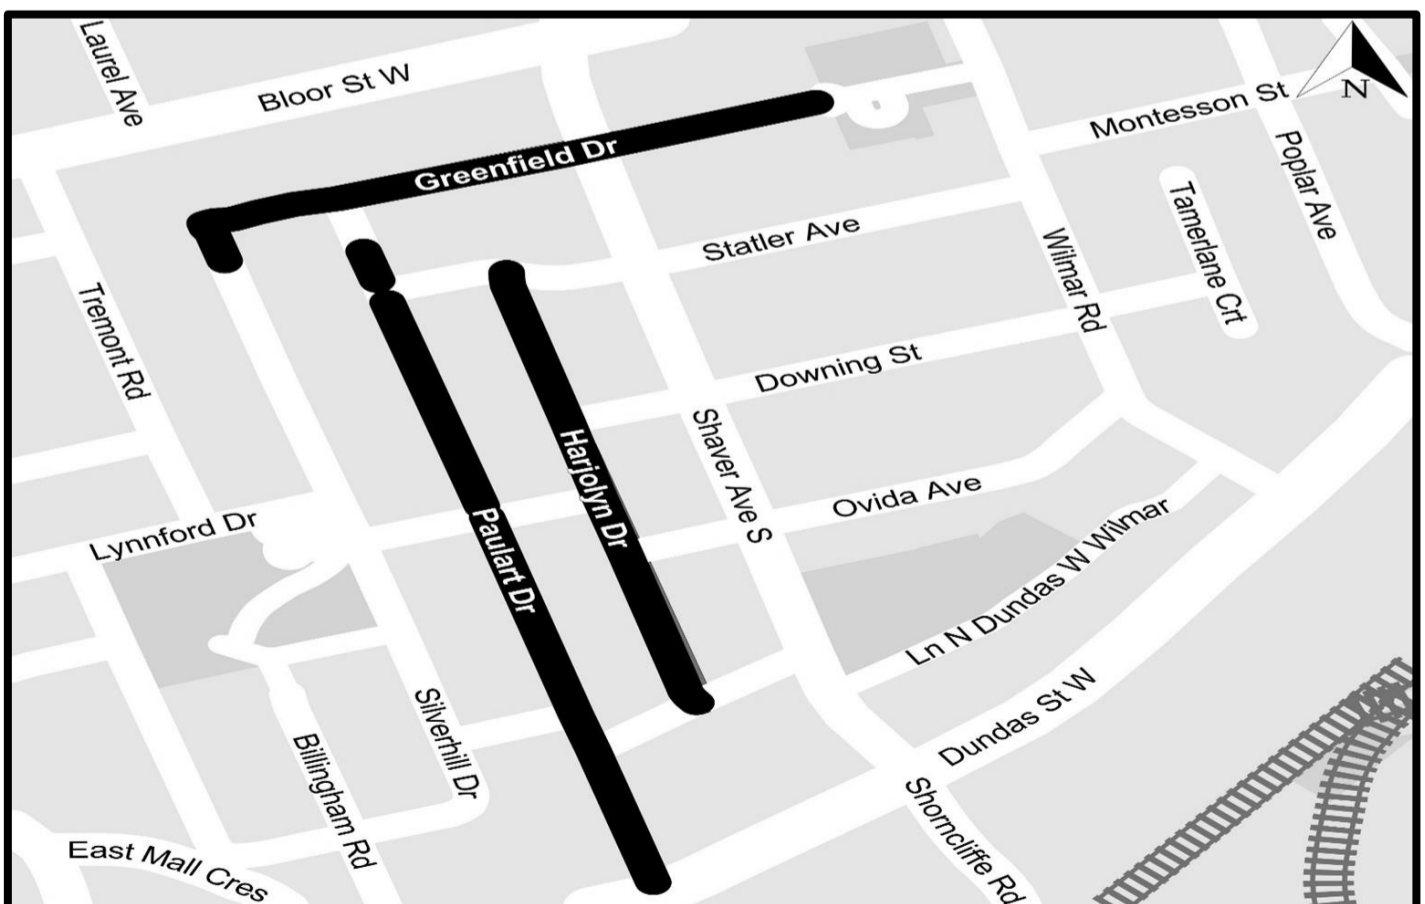 Laurel Ave
Bloor St W
N
Montesson St
Greenfield Dr
Poplar Ave
Statler Ave
Tamerlane Crt
Wilmar Rd
Tremont Rd
Downing St
Shaver Ave S
Harjolyn Dr
Ovida Ave
Lynnford Dr
Paulart Dr
Ln N Dundas W Wilmar
Silverhill Dr
Dundas St W
Billingham Rd
Shorncliffe Rd
East Mall Cres